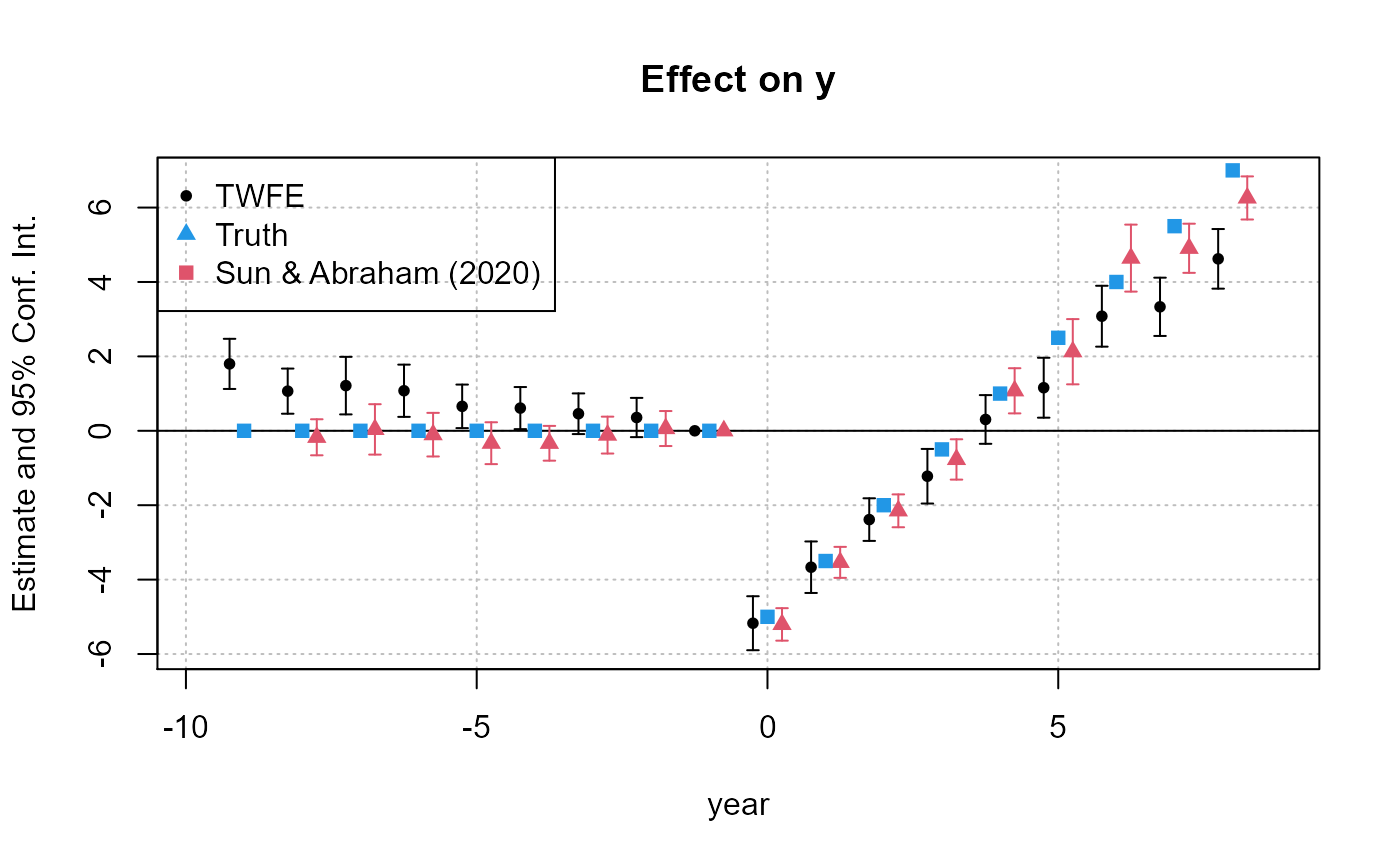 Effect on y
TWFE
Truth
Sun & Abraham (2020)
Estimate and 95% Conf. Int.
6
4
2
0
-2
-4
-6
-10
-5
0
5
year